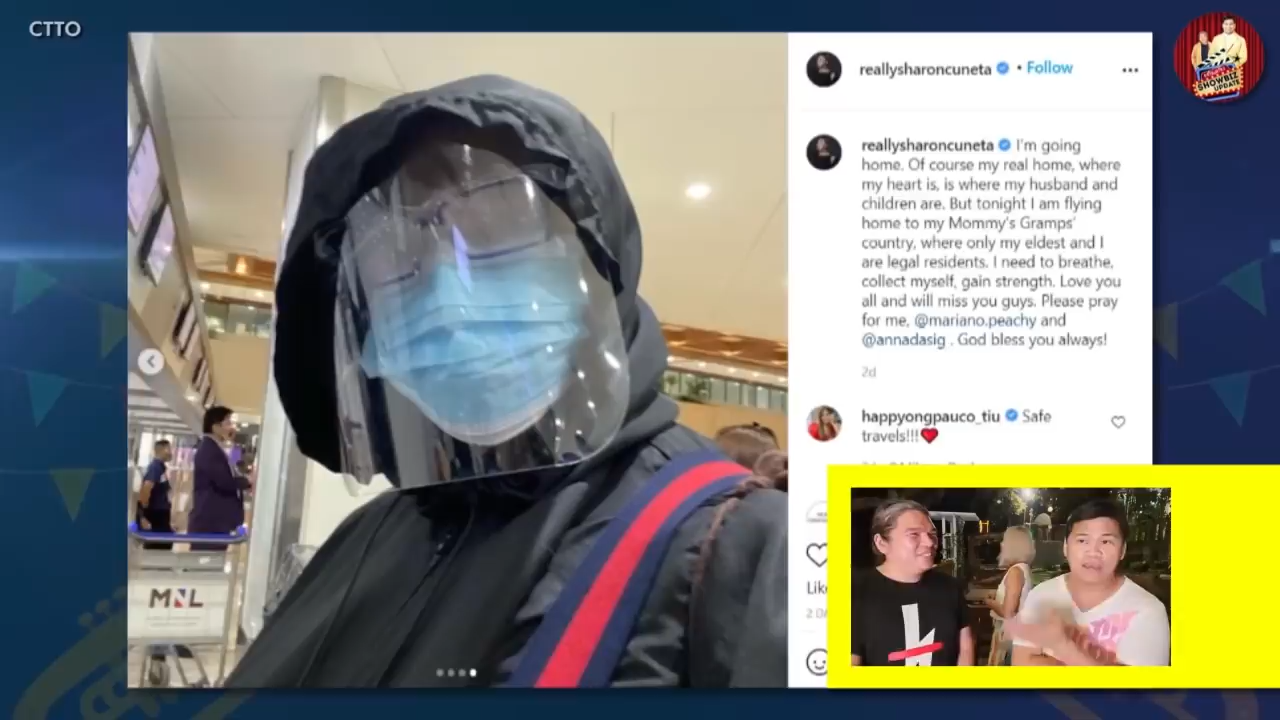 CTTO
SHOWBIZ
UPDATE
reallysharoncuneta • Follow
reallysharoncuneta I'm going
home. Of course my real home, where
my heart is, is where my husband and
children are. But tonight I am flying
home to my Mommy's Gramps'
country, where only my eldest and I
are legal residents. I need to breathe,
collect myself, gain strength. Love you
all and will miss you guys. Please pray
for me, @mariano.peachy and
@annadasig . God bless you always!
2d
happyongpauco_tiu Safe
travels!!!❤️
MNL